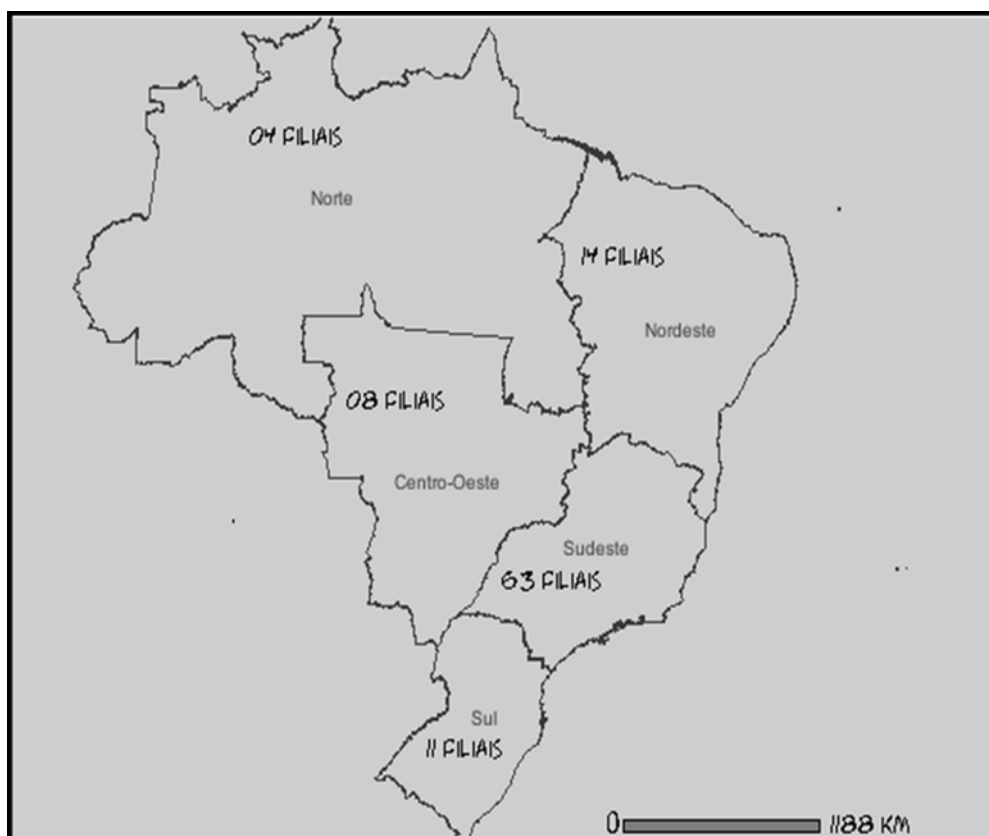 04 FILIAIS
Norte
14 FILIAIS
Nordeste
08 FILIAIS
Centro-Oeste
Sudeste
63 FILIAIS
Sul
11 FILIAIS
0 1188 KM